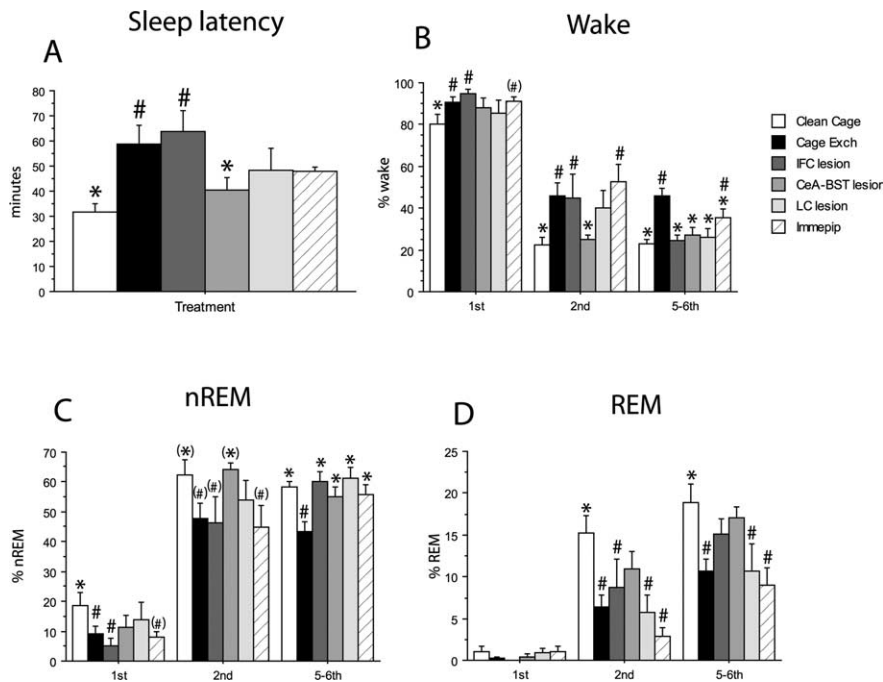 Sleep latency
A
minutes
80
70
60
50
40
30
20
10
0
*
#
#
*
Treatment
Wake
B
% wake
100
80
60
40
20
0
*
#
#
(#)
*
#
#
*
#
*
#
*
*
*
#
*
1st
2nd
5-6th
Clean Cage
Cage Exch
IFC lesion
CeA-BST lesion
LC lesion
Immepip
nREM
C
% nREM
70
60
50
40
30
20
10
0
*
#
#
(#)
(*)
(#)
(#)
(*)
(#)
*
#
*
*
*
*
1st
2nd
5-6th
REM
D
% REM
25
20
15
10
5
0
*
#
#
#
#
*
#
#
#
1st
2nd
5-6th